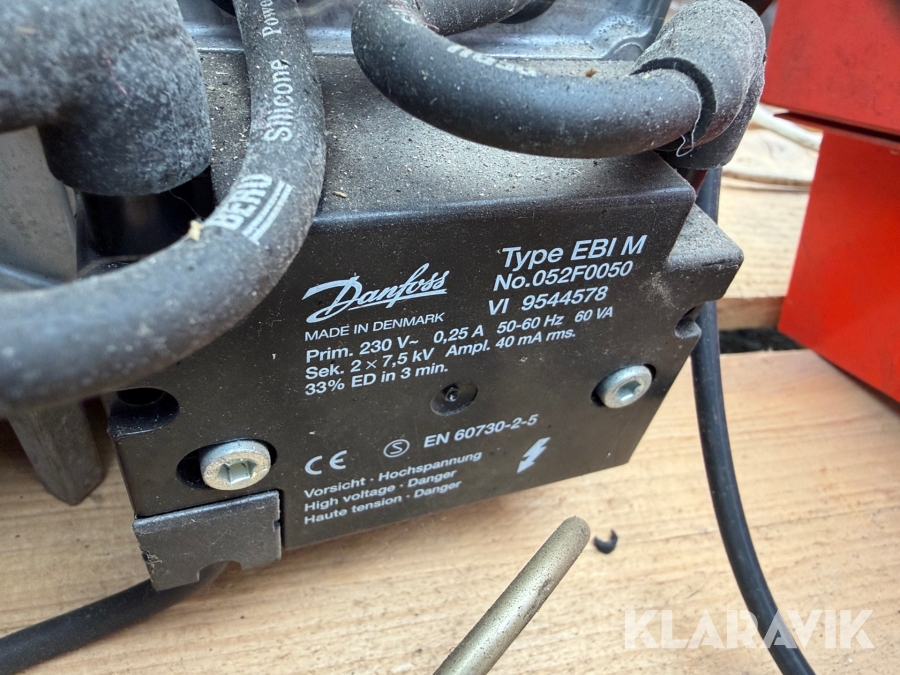 Silicone Power
BERU
Danfoss
MADE IN DENMARK
Type EBI M
No.052F0050
VI 9544578
Prim. 230 V~ 0,25 A 50-60 Hz 60 VA
Sek. 2 × 7,5 kV Ampl. 40 mA rms.
33% ED in 3 min.
CE S EN 60730-2-5
Vorsicht · Hochspannung
High voltage · Danger
Haute tension · Danger
KLARAVIK